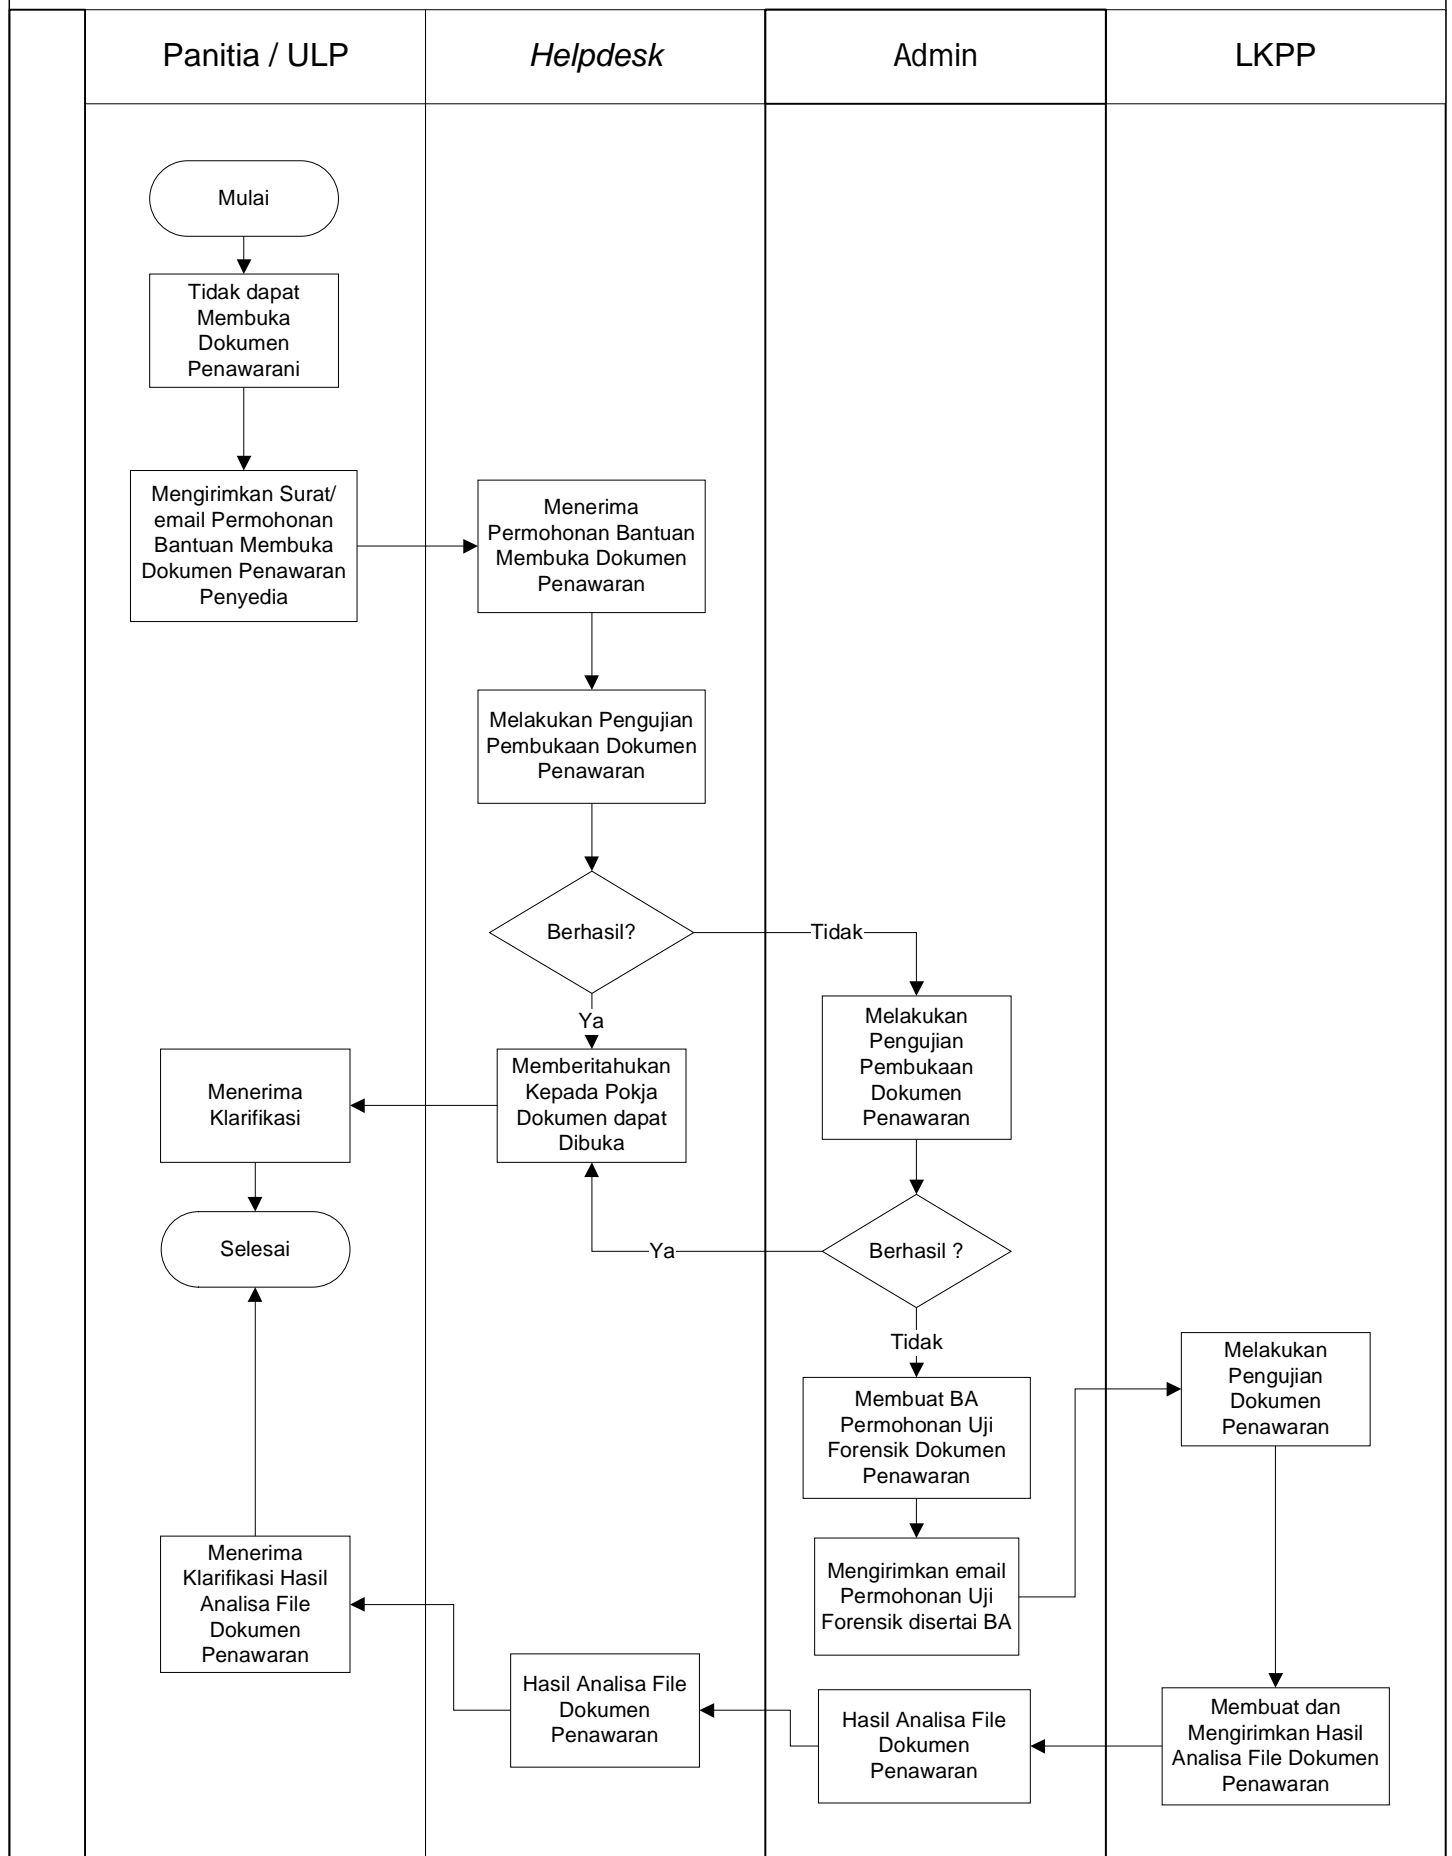 Panitia / ULP
Helpdesk
Admin
LKPP
Mulai
Tidak dapat
Membuka
Dokumen
Penawarani
Mengirimkan Surat/
email Permohonan
Bantuan Membuka
Dokumen Penawaran
Penyedia
Menerima
Permohonan Bantuan
Membuka Dokumen
Penawaran
Melakukan Pengujian
Pembukaan Dokumen
Penawaran
Berhasil?
Tidak
Ya
Melakukan
Pengujian
Pembukaan
Dokumen
Penawaran
Memberitahukan
Kepada Pokja
Dokumen dapat
Dibuka
Menerima
Klarifikasi
Selesai
Ya
Berhasil ?
Tidak
Membuat BA
Permohonan Uji
Forensik Dokumen
Penawaran
Melakukan
Pengujian
Dokumen
Penawaran
Mengirimkan email
Permohonan Uji
Forensik disertai BA
Menerima
Klarifikasi Hasil
Analisa File
Dokumen
Penawaran
Hasil Analisa File
Dokumen
Penawaran
Hasil Analisa File
Dokumen
Penawaran
Membuat dan
Mengirimkan Hasil
Analisa File Dokumen
Penawaran